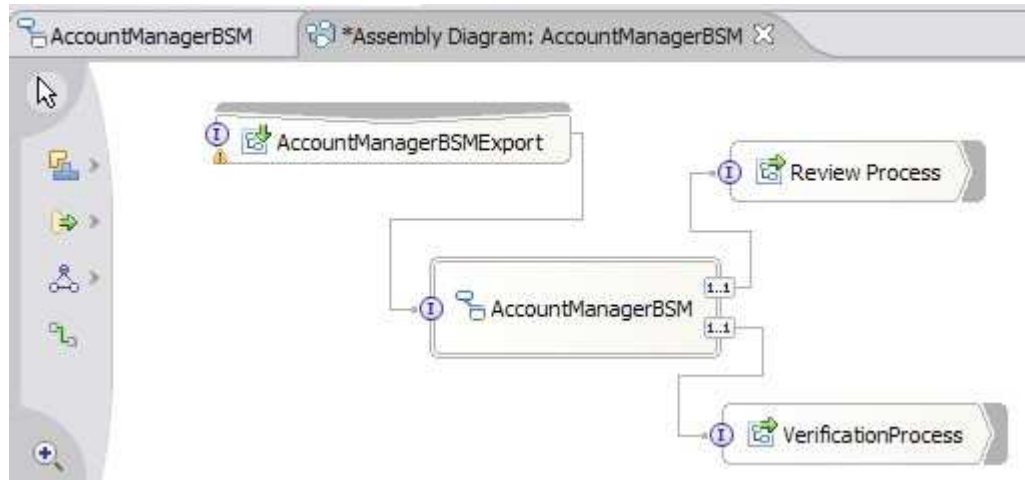 AccountManagerBSM
*Assembly Diagram: AccountManagerBSM
I
AccountManagerBSMExport
I
Review Process
1..1
I
AccountManagerBSM
1..1
I
VerificationProcess